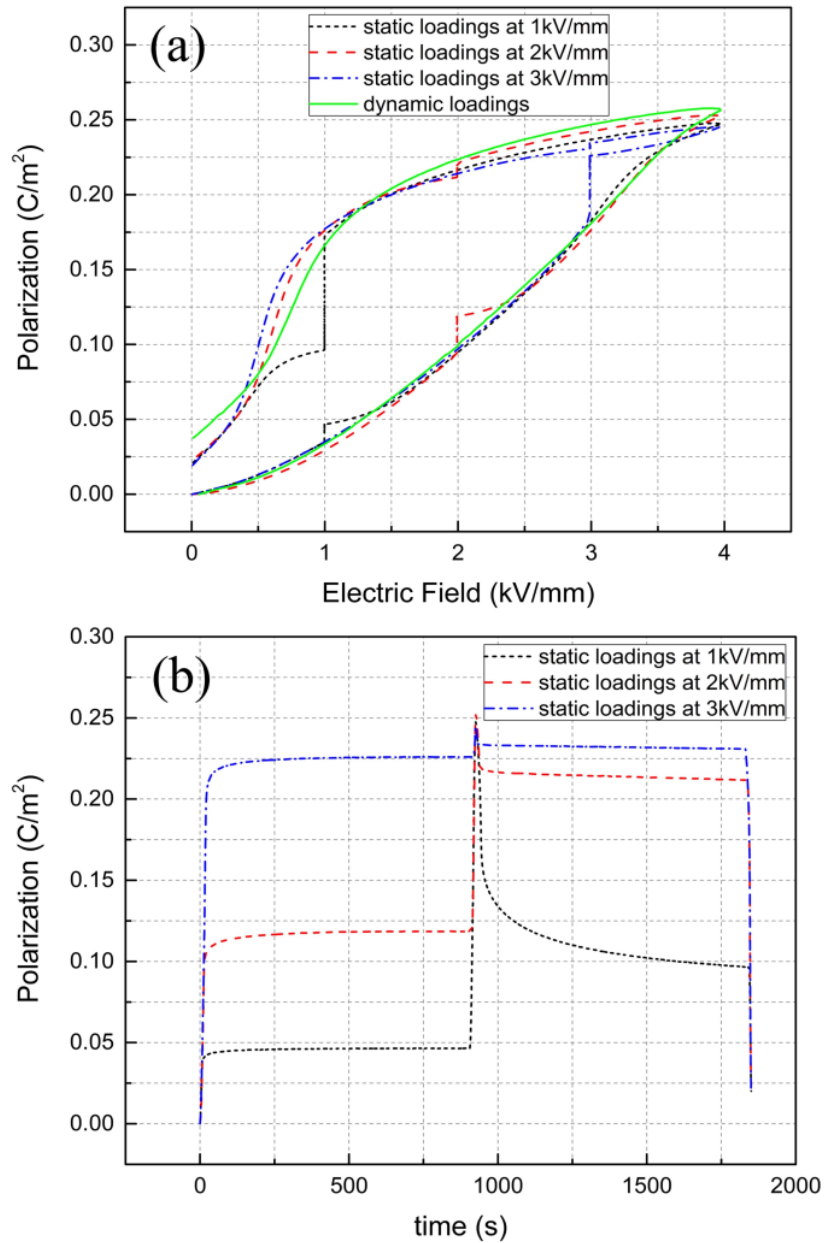 (a)
static loadings at 1kV/mm
static loadings at 2kV/mm
static loadings at 3kV/mm
dynamic loadings
0.30
0.25
0.20
0.15
0.10
0.05
0.00
Polarization (C/m²)
0 1 2 3 4
Electric Field (kV/mm)
(b)
static loadings at 1kV/mm
static loadings at 2kV/mm
static loadings at 3kV/mm
0.30
0.25
0.20
0.15
0.10
0.05
0.00
Polarization (C/m²)
0 500 1000 1500 2000
time (s)